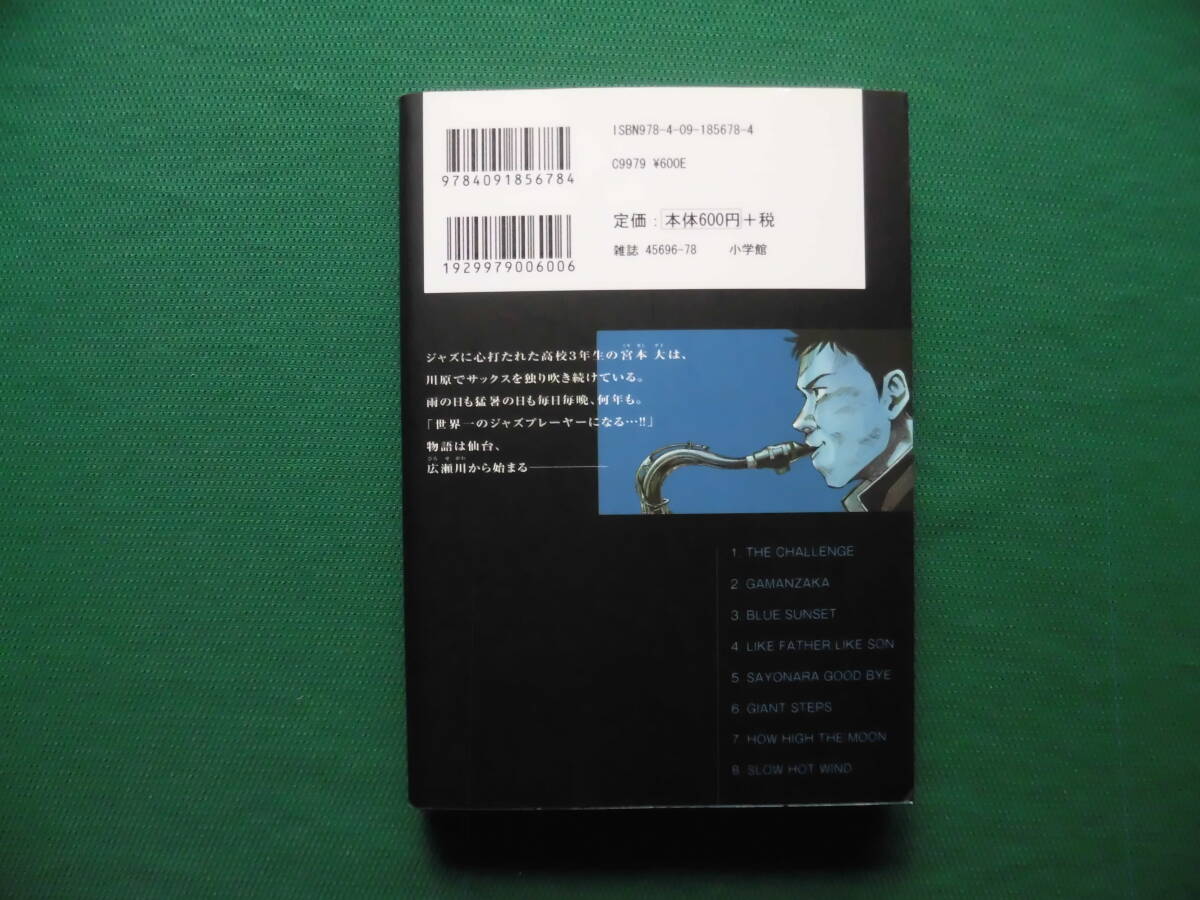 ISBN978-4-09-185678-4
9784091856784
C9979 ¥600E
1929979006006
定価：本体600円+税
雑誌 45696-78 小学館
ジャズに心打たれた高校3年生の宮本 大は、
川原でサックスを独り吹き続けている。
雨の日も猛暑の日も毎日毎晩、何年も。
「世界一のジャズプレーヤーになる…!!」
物語は仙台、
ひろせがわ
広瀬川から始まる―――
1. THE CHALLENGE
2 GAMANZAKA
3. BLUE SUNSET
4 LIKE FATHER LIKE SON
5 SAYONARA GOOD BYE
6 GIANT STEPS
7. HOW HIGH THE MOON
8. SLOW HOT WIND